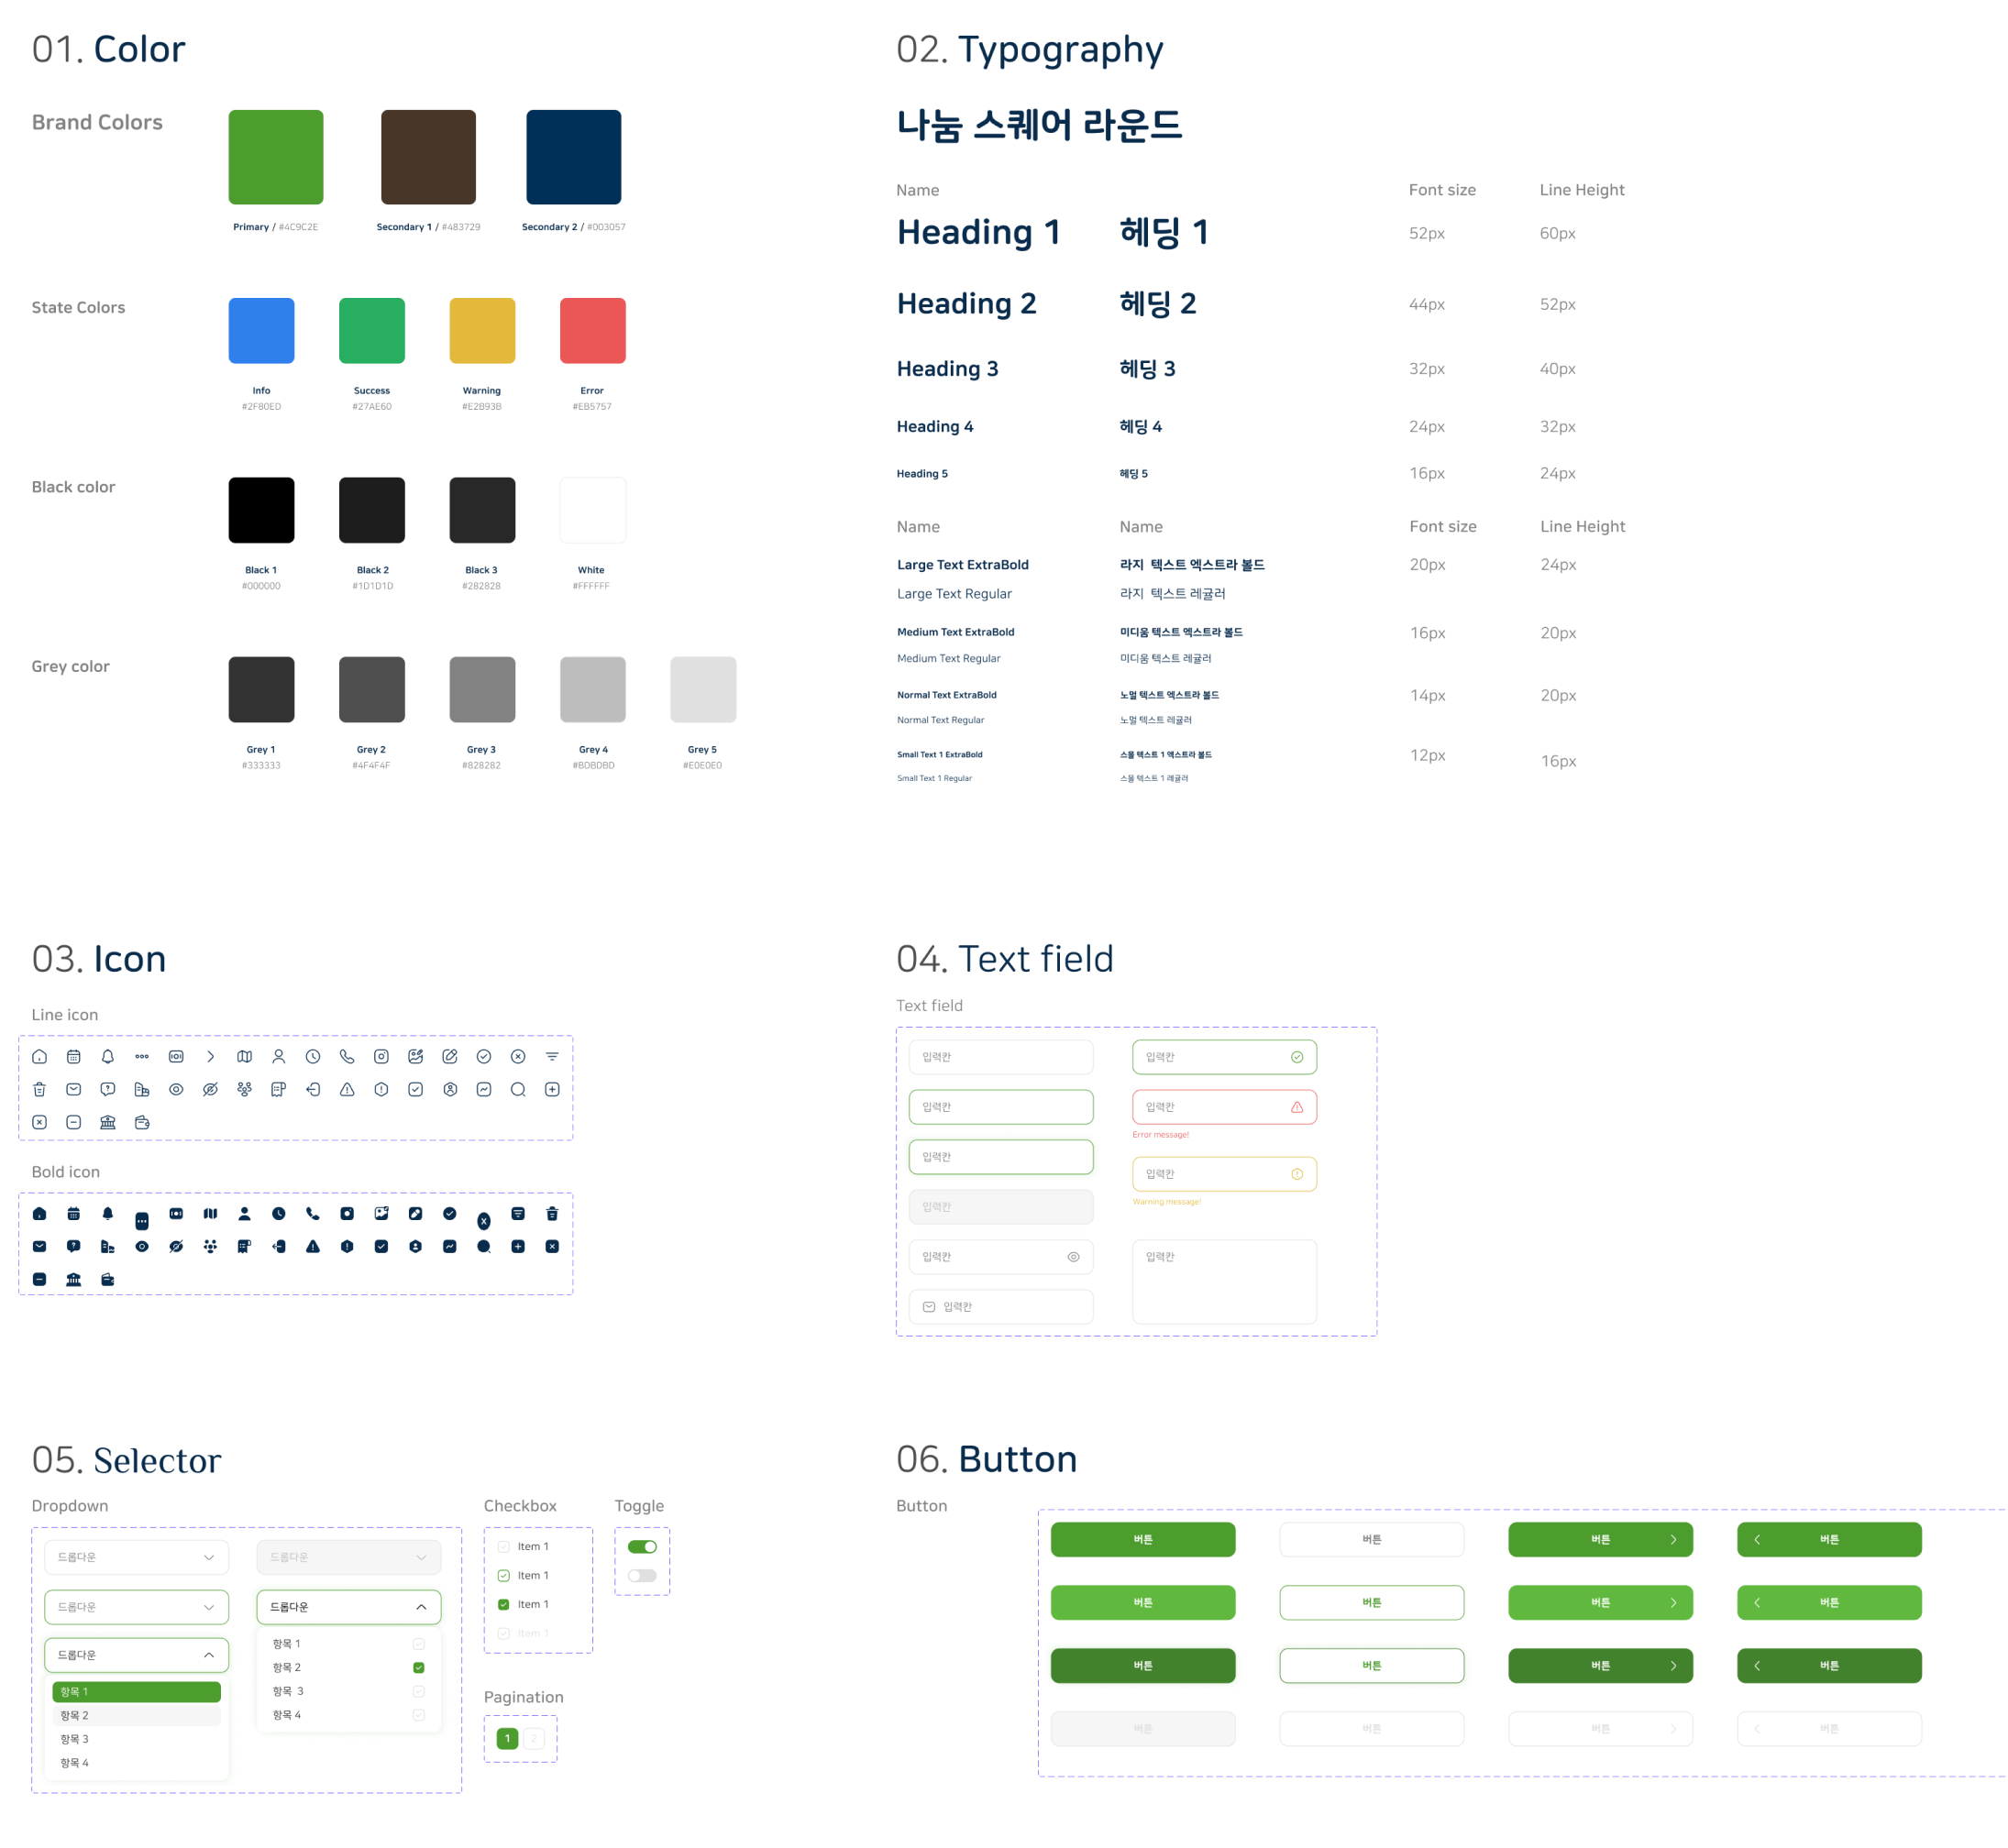 01. Color
Brand Colors
Primary / #4C9C2E
Secondary 1 / #483729
Secondary 2 / #003057
State Colors
Info
#2F80ED
Success
#27AE60
Warning
#E2B93B
Error
#EB5757
Black color
Black 1
#000000
Black 2
#1D1D1D
Black 3
#282828
White
#FFFFFF
Grey color
Grey 1
#333333
Grey 2
#4F4F4F
Grey 3
#828282
Grey 4
#BDBDBD
Grey 5
#E0E0E0
02. Typography
나눔 스퀘어 라운드
Name Font size Line Height
Heading 1 헤딩 1 52px 60px
Heading 2 헤딩 2 44px 52px
Heading 3 헤딩 3 32px 40px
Heading 4 헤딩 4 24px 32px
Heading 5 헤딩 5 16px 24px
Name Name Font size Line Height
Large Text ExtraBold 라지 텍스트 엑스트라 볼드 20px 24px
Large Text Regular 라지 텍스트 레귤러
Medium Text ExtraBold 미디움 텍스트 엑스트라 볼드 16px 20px
Medium Text Regular 미디움 텍스트 레귤러
Normal Text ExtraBold 노멀 텍스트 엑스트라 볼드 14px 20px
Normal Text Regular 노멀 텍스트 레귤러
Small Text 1 ExtraBold 스몰 텍스트 1 엑스트라 볼드 12px 16px
Small Text 1 Regular 스몰 텍스트 1 레귤러
03. Icon
Line icon
Bold icon
04. Text field
Text field
입력칸
입력칸
입력칸
입력칸
입력칸
입력칸
입력칸
입력칸
Error message!
입력칸
Warning message!
입력칸
05. Selector
Dropdown
드롭다운
드롭다운
드롭다운
항목 1
항목 2
항목 3
항목 4
드롭다운
드롭다운
항목 1
항목 2
항목 3
항목 4
Checkbox
Item 1
Item 1
Item 1
Item 1
Toggle
Pagination
1 2
06. Button
Button
버튼 버튼 버튼 버튼
버튼 버튼 버튼 버튼
버튼 버튼 버튼 버튼
버튼 버튼 버튼 버튼